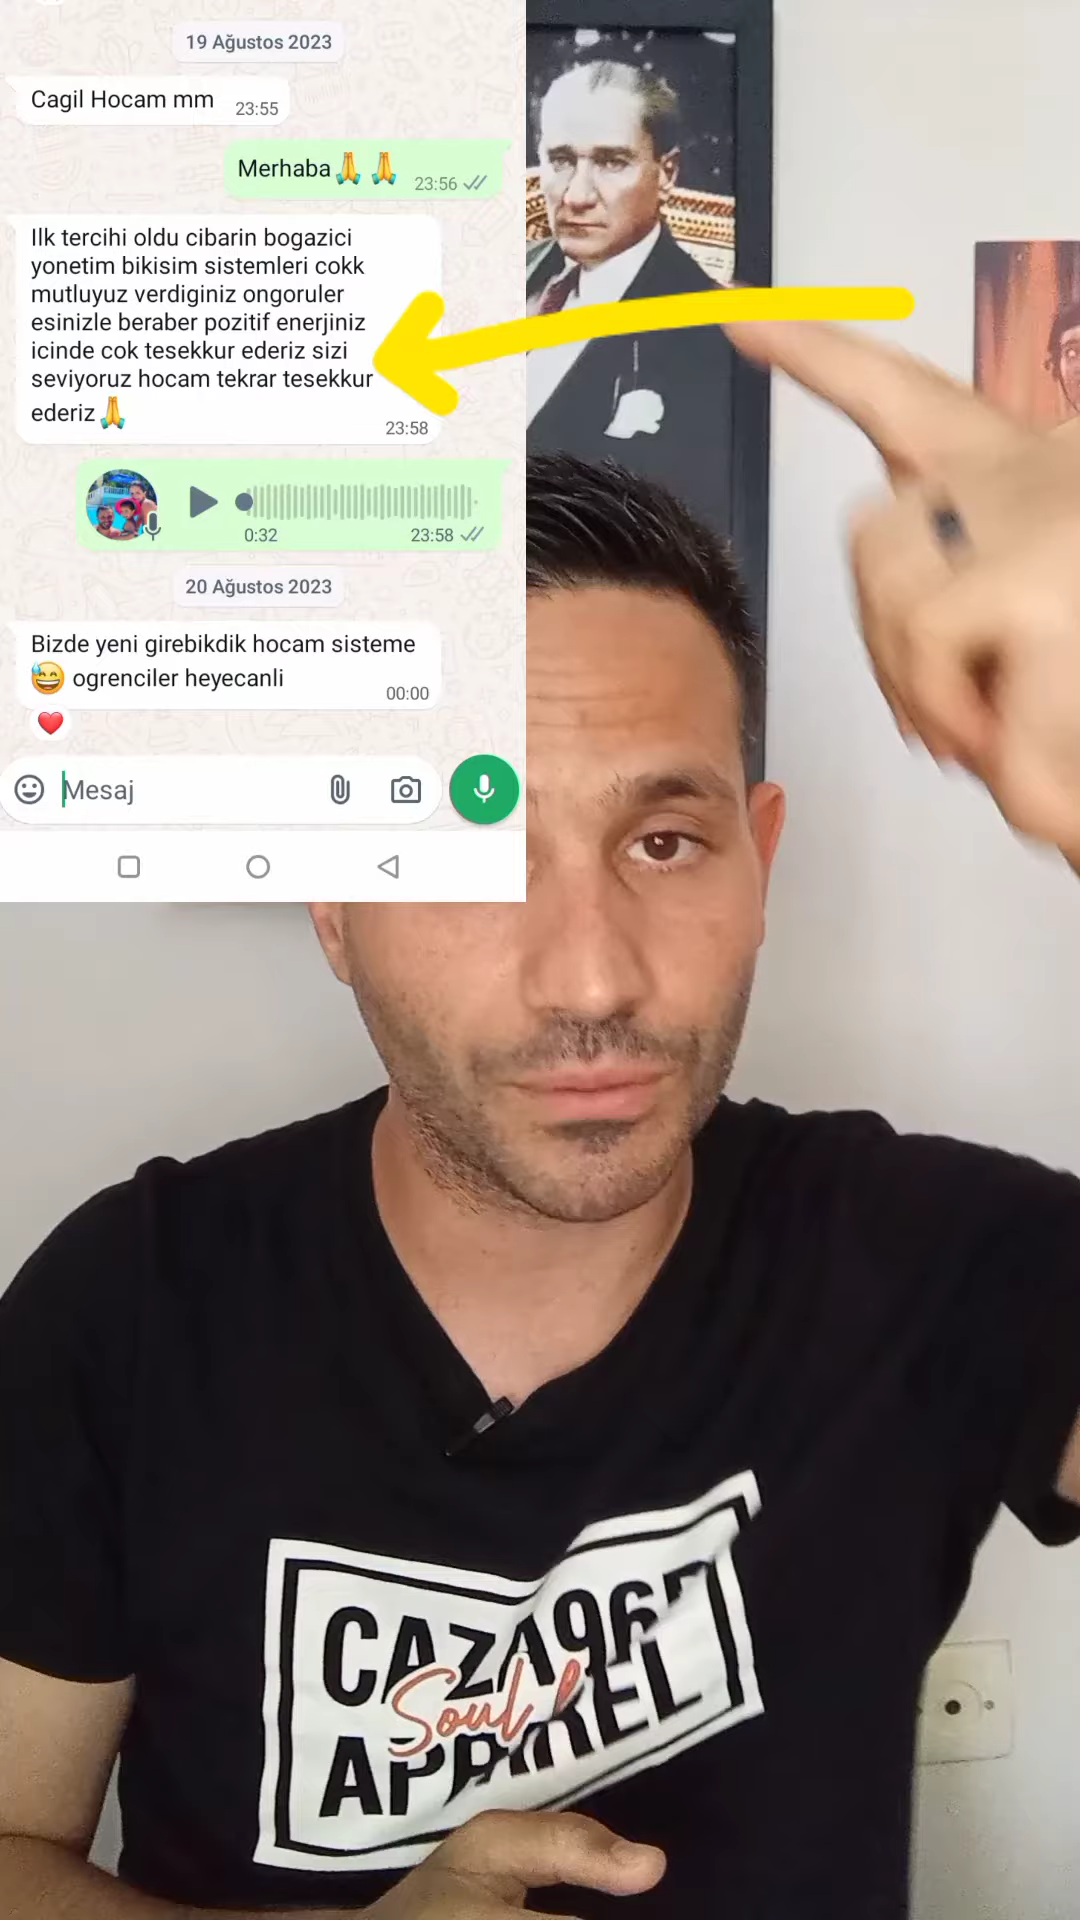 19 Ağustos 2023
Cagil Hocam mm 23:55
Merhaba🙏 🙏 23:56
Ilk tercihi oldu cibarin bogazici
yonetim bikisim sistemleri cokk
mutluyuz verdiginiz ongoruler
esinizle beraber pozitif enerjiniz
icinde cok tesekkur ederiz sizi
seviyoruz hocam tekrar tesekkur
ederiz🙏 23:58
0:32 23:58
20 Ağustos 2023
Bizde yeni girebikdik hocam sisteme
😅 ogrenciler heyecanli 00:00
❤️
Mesaj
Soul